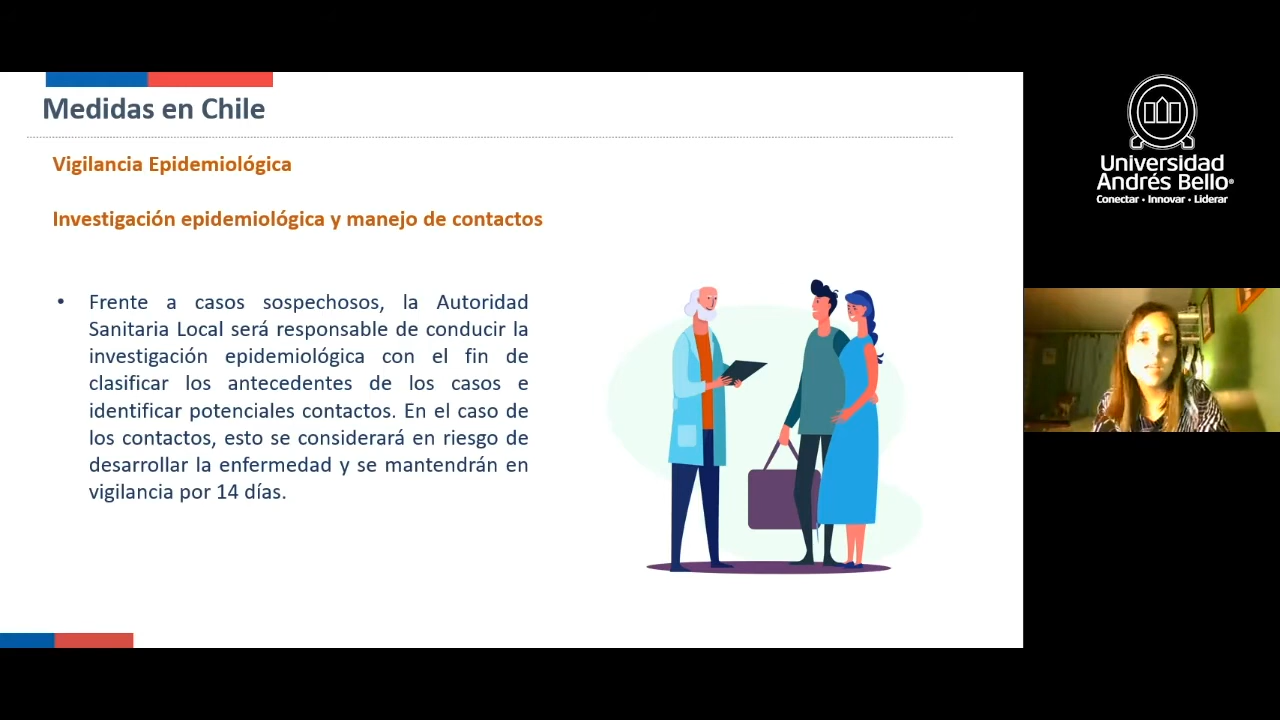 Medidas en Chile
Vigilancia Epidemiológica
Investigación epidemiológica y manejo de contactos
• Frente a casos sospechosos, la Autoridad
Sanitaria Local será responsable de conducir la
investigación epidemiológica con el fin de
clasificar los antecedentes de los casos e
identificar potenciales contactos. En el caso de
los contactos, esto se considerará en riesgo de
desarrollar la enfermedad y se mantendrán en
vigilancia por 14 días.
Universidad
Andrés Bello®
Conectar • Innovar • Liderar